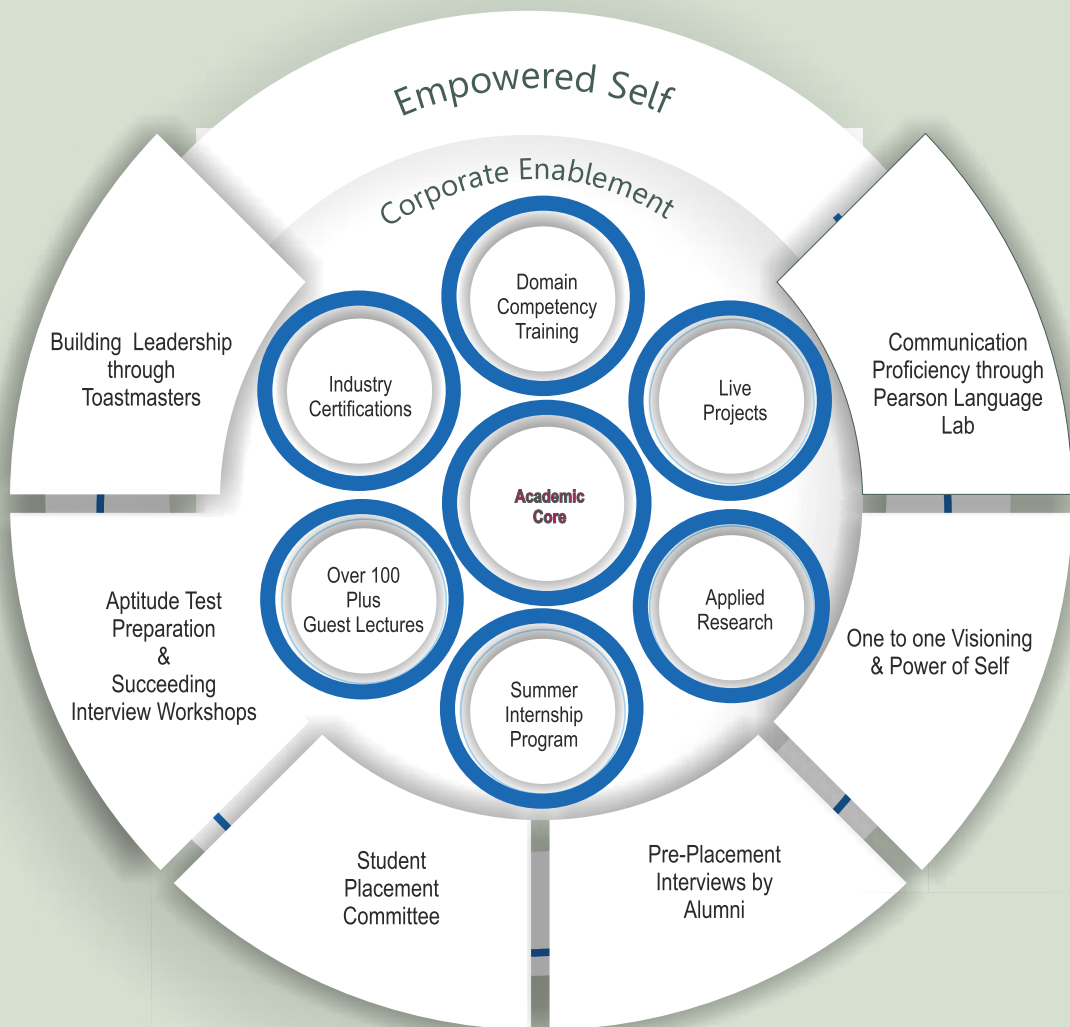 Empowered Self
Corporate Enablement
Domain
Competency
Training
Building Leadership
through
Toastmasters
Industry
Certifications
Live
Projects
Communication
Proficiency through
Pearson Language
Lab
Academic
Core
Over 100
Plus
Guest Lectures
Applied
Research
Aptitude Test
Preparation
&
Succeeding
Interview Workshops
One to one Visioning
& Power of Self
Summer
Internship
Program
Student
Placement
Committee
Pre-Placement
Interviews by
Alumni